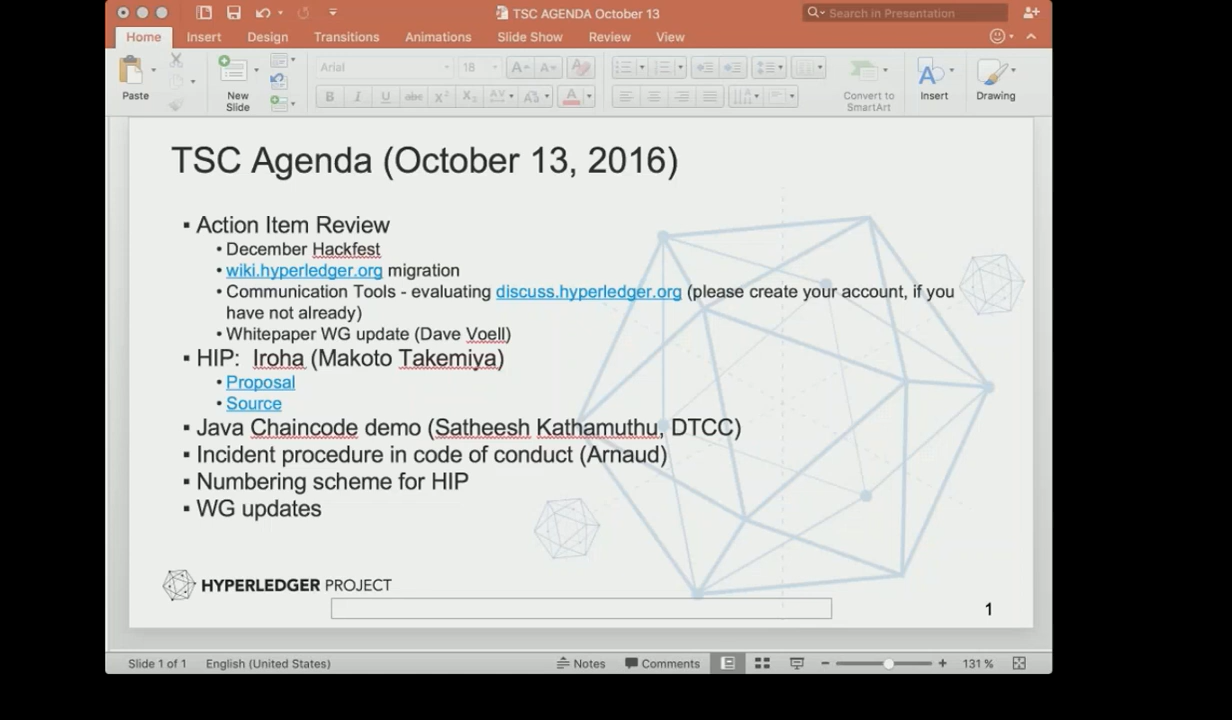 TSC AGENDA October 13
Search in Presentation
Home Insert Design Transitions Animations Slide Show Review View
Paste
New
Slide
Arial
18
Convert to
SmartArt
Insert
Drawing
TSC Agenda (October 13, 2016)
▪ Action Item Review
• December Hackfest
• wiki.hyperledger.org migration
• Communication Tools - evaluating discuss.hyperledger.org (please create your account, if you
have not already)
• Whitepaper WG update (Dave Voell)
▪ HIP: Iroha (Makoto Takemiya)
• Proposal
• Source
▪ Java Chaincode demo (Satheesh Kathamuthu, DTCC)
▪ Incident procedure in code of conduct (Arnaud)
▪ Numbering scheme for HIP
▪ WG updates
HYPERLEDGER PROJECT
1
Slide 1 of 1 English (United States) Notes Comments 131 %